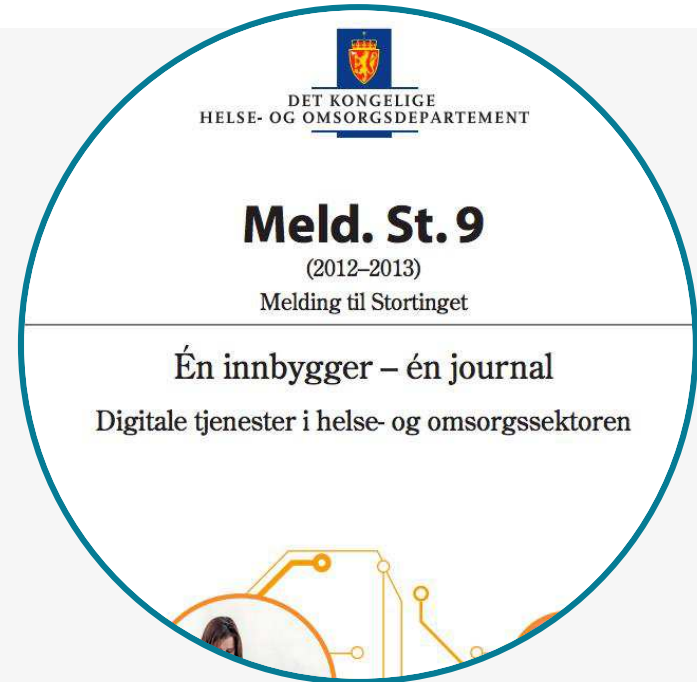 DET KONGELIGE
HELSE- OG OMSORGSDEPARTEMENT
Meld. St. 9
(2012–2013)
Melding til Stortinget
Én innbygger – én journal
Digitale tjenester i helse- og omsorgssektoren